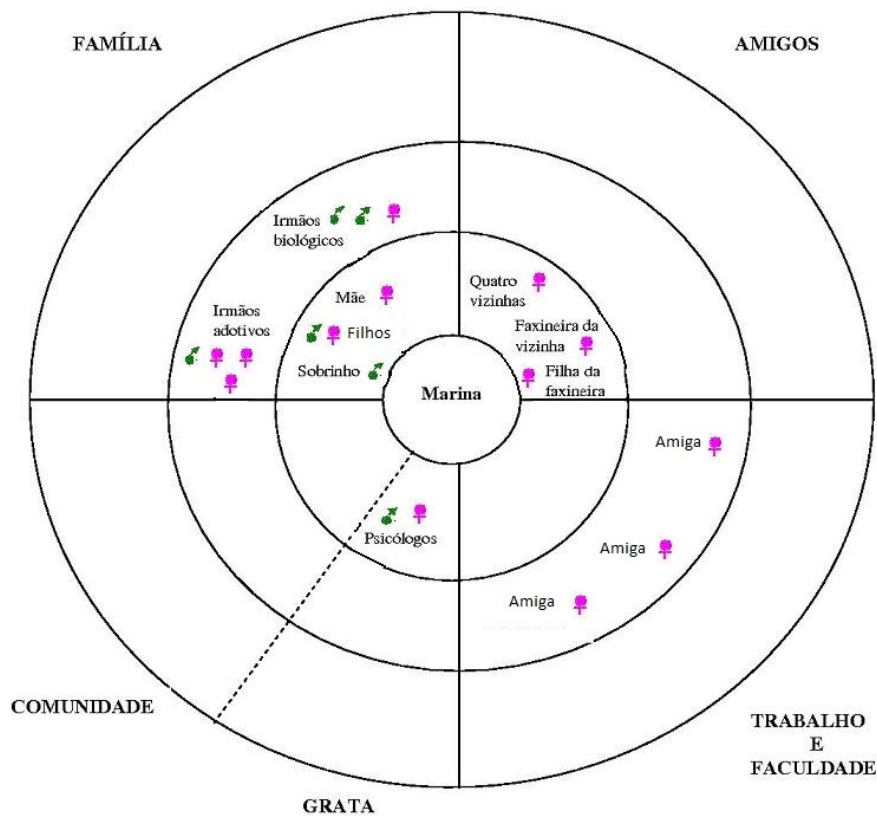 FAMÍLIA
AMIGOS
Irmãos
biológicos
Mãe
Filhos
Sobrinho
Irmãos
adotivos
Quatro
vizinhas
Faxineira da
vizinha
Filha da
faxineira
Marina
Amiga
Amiga
Amiga
Psicólogos
COMUNIDADE
GRATA
TRABALHO
E
FACULDADE